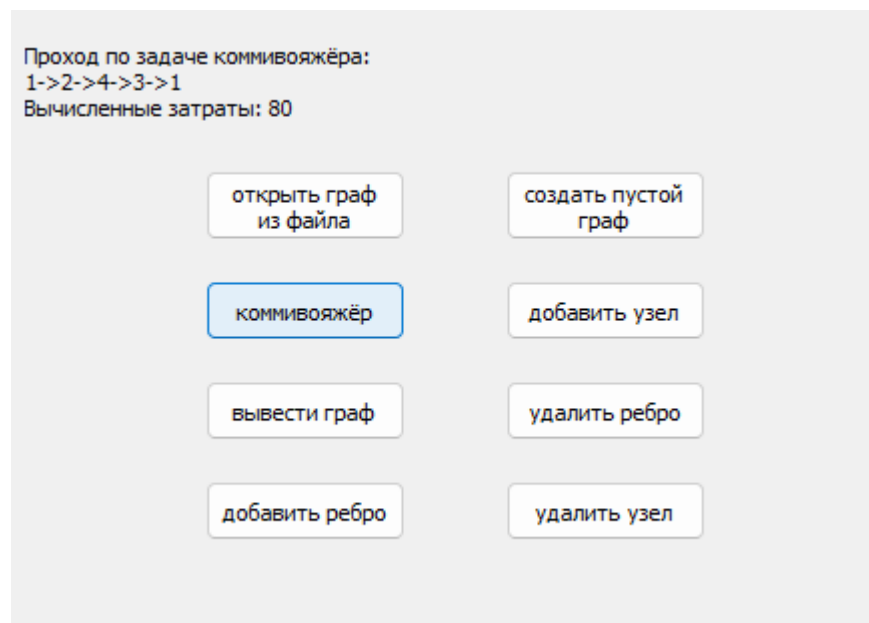 Проход по задаче коммивояжёра:
1->2->4->3->1
Вычисленные затраты: 80
открыть граф
из файла
создать пустой
граф
коммивояжёр
добавить узел
вывести граф
удалить ребро
добавить ребро
удалить узел